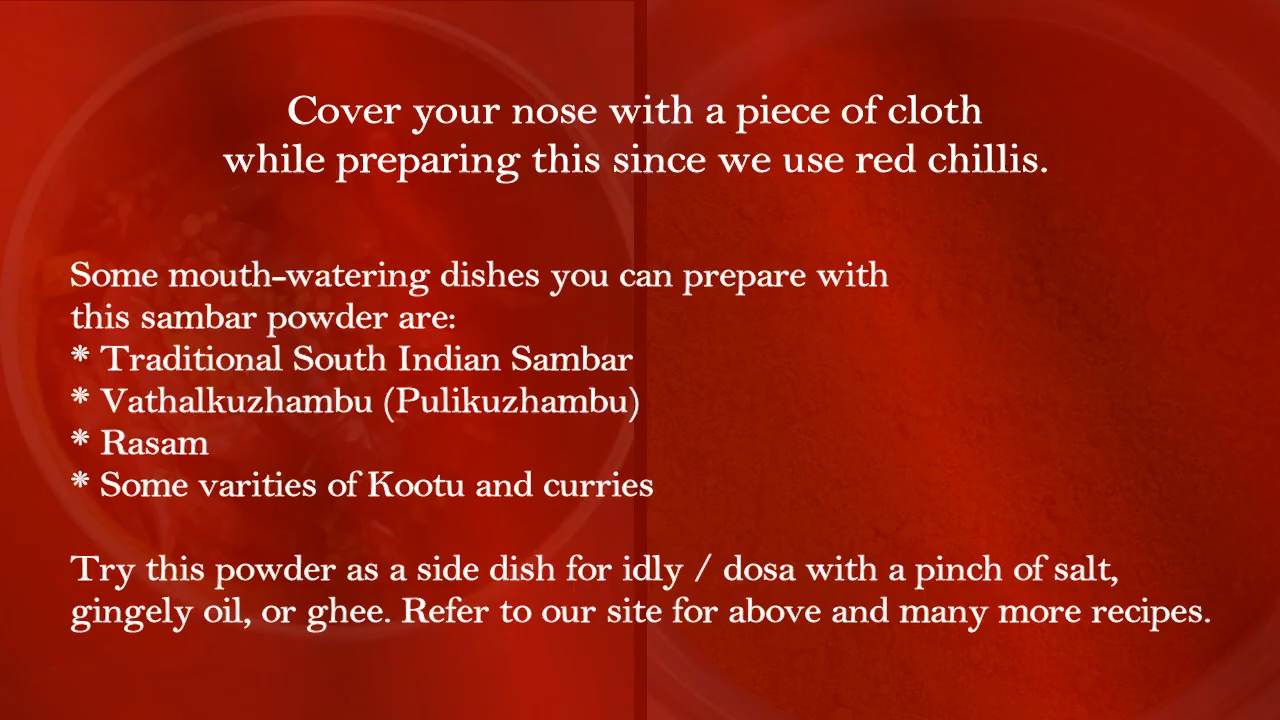 Cover your nose with a piece of cloth
while preparing this since we use red chillis.
Some mouth-watering dishes you can prepare with
this sambar powder are:
* Traditional South Indian Sambar
* Vathalkuzhambu (Pulikuzhambu)
* Rasam
* Some varities of Kootu and curries
Try this powder as a side dish for idly / dosa with a pinch of salt,
gingely oil, or ghee. Refer to our site for above and many more recipes.